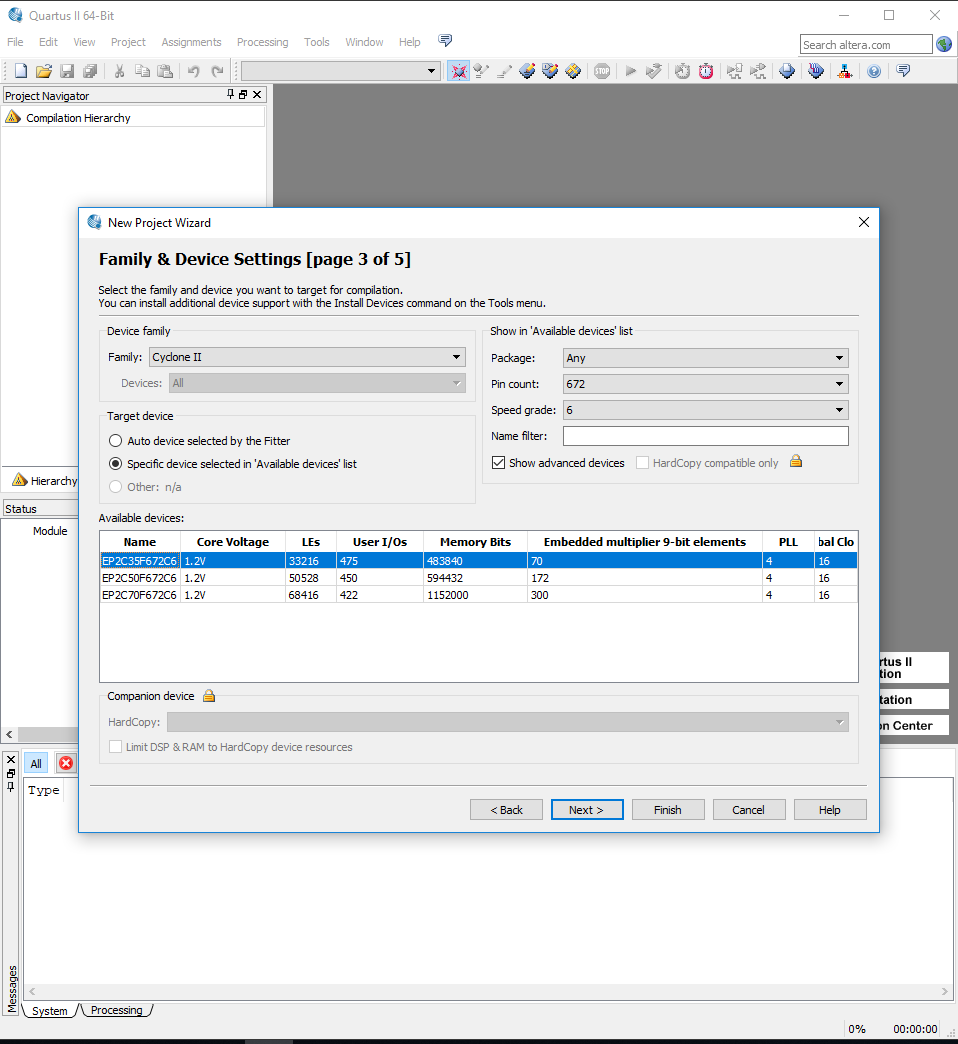 Quartus II 64-Bit
File Edit View Project Assignments Processing Tools Window Help
Search altera.com
STOP
Project Navigator
Compilation Hierarchy
New Project Wizard
Family & Device Settings [page 3 of 5]
Select the family and device you want to target for compilation.
You can install additional device support with the Install Devices command on the Tools menu.
Device family
Family: Cyclone II
Devices: All
Target device
Auto device selected by the Fitter
Specific device selected in 'Available devices' list
Other: n/a
Show in 'Available devices' list
Package: Any
Pin count: 672
Speed grade: 6
Name filter:
Show advanced devices HardCopy compatible only
Available devices:
Name Core Voltage LEs User I/Os Memory Bits Embedded multiplier 9-bit elements PLL bal Clo
EP2C35F672C6 1.2V 33216 475 483840 70 4 16
EP2C50F672C6 1.2V 50528 450 594432 172 4 16
EP2C70F672C6 1.2V 68416 422 1152000 300 4 16
Companion device
HardCopy:
Limit DSP & RAM to HardCopy device resources
< Back Next > Finish Cancel Help
Hierarchy
Status
Module
rtus II
tion
tation
n Center
All
Type
Messages
System Processing
0% 00:00:00